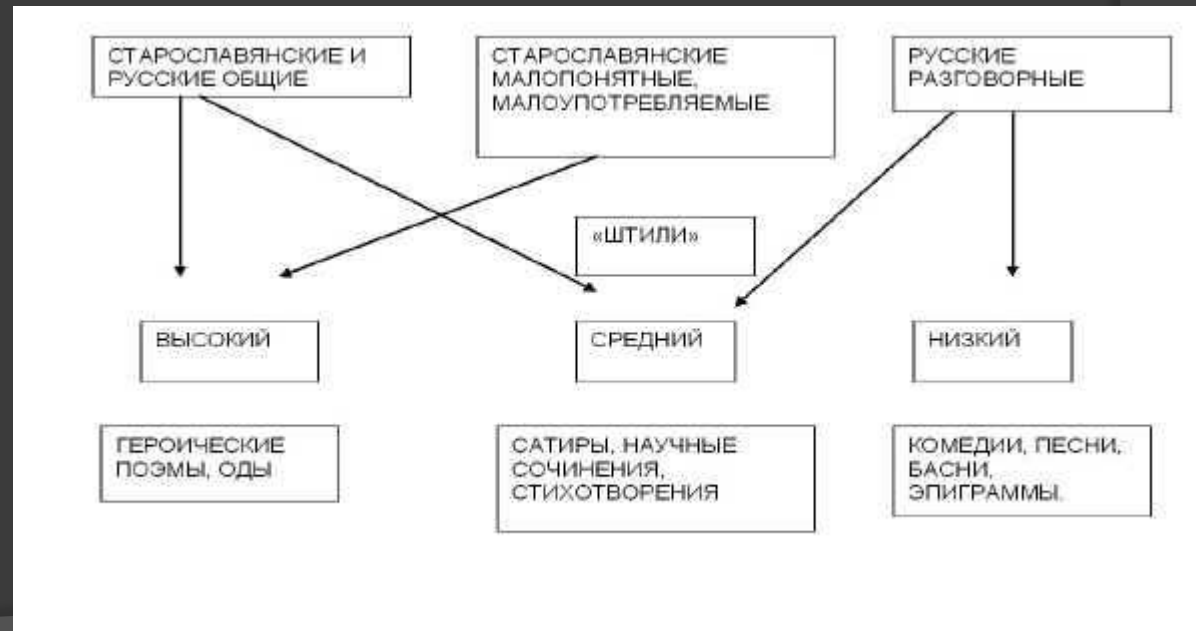 СТАРОСЛАВЯНСКИЕ И
РУССКИЕ ОБЩИЕ
СТАРОСЛАВЯНСКИЕ
МАЛОПОНЯТНЫЕ,
МАЛОУПОТРЕБЛЯЕМЫЕ
РУССКИЕ
РАЗГОВОРНЫЕ
«ШТИЛИ»
ВЫСОКИЙ
СРЕДНИЙ
НИЗКИЙ
ГЕРОИЧЕСКИЕ
ПОЭМЫ, ОДЫ
САТИРЫ, НАУЧНЫЕ
СОЧИНЕНИЯ,
СТИХОТВОРЕНИЯ
КОМЕДИИ, ПЕСНИ,
БАСНИ,
ЭПИГРАММЫ.